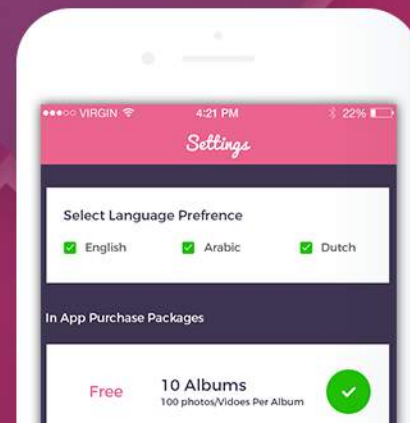 VIRGIN 4:21 PM 22%
Settings
Select Language Prefrence
English Arabic Dutch
In App Purchase Packages
Free 10 Albums
100 photos/Vidoes Per Album